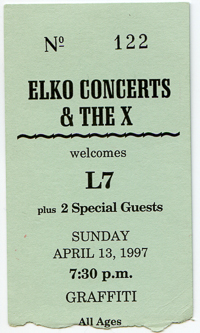 Nº 122
ELKO CONCERTS
& THE X
welcomes
L7
plus 2 Special Guests
SUNDAY
APRIL 13, 1997
7:30 p.m.
GRAFFITI
All Ages